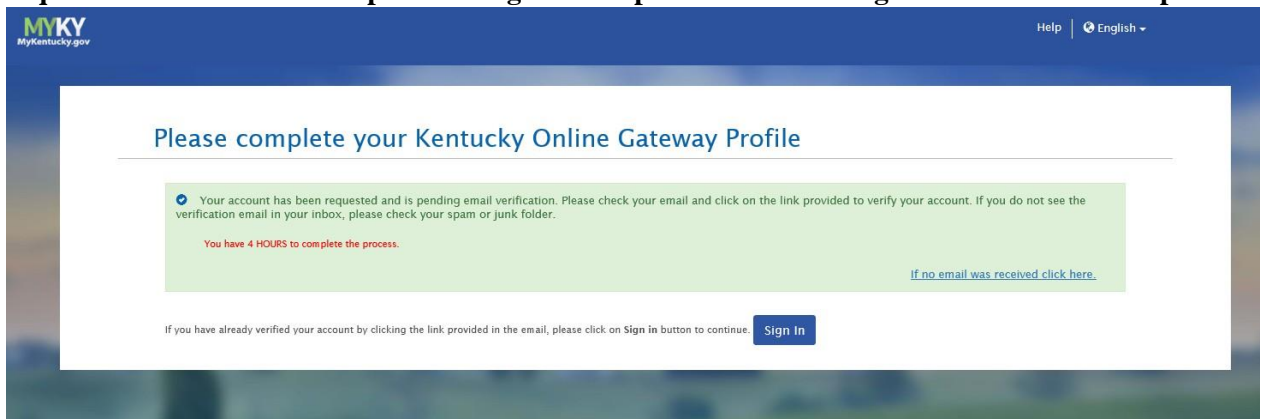 MYKY
MyKentucky.gov
Help
English
Please complete your Kentucky Online Gateway Profile
Your account has been requested and is pending email verification. Please check your email and click on the link provided to verify your account. If you do not see the
verification email in your inbox, please check your spam or junk folder.
You have 4 HOURS to complete the process.
If no email was received click here.
If you have already verified your account by clicking the link provided in the email, please click on Sign in button to continue. Sign In